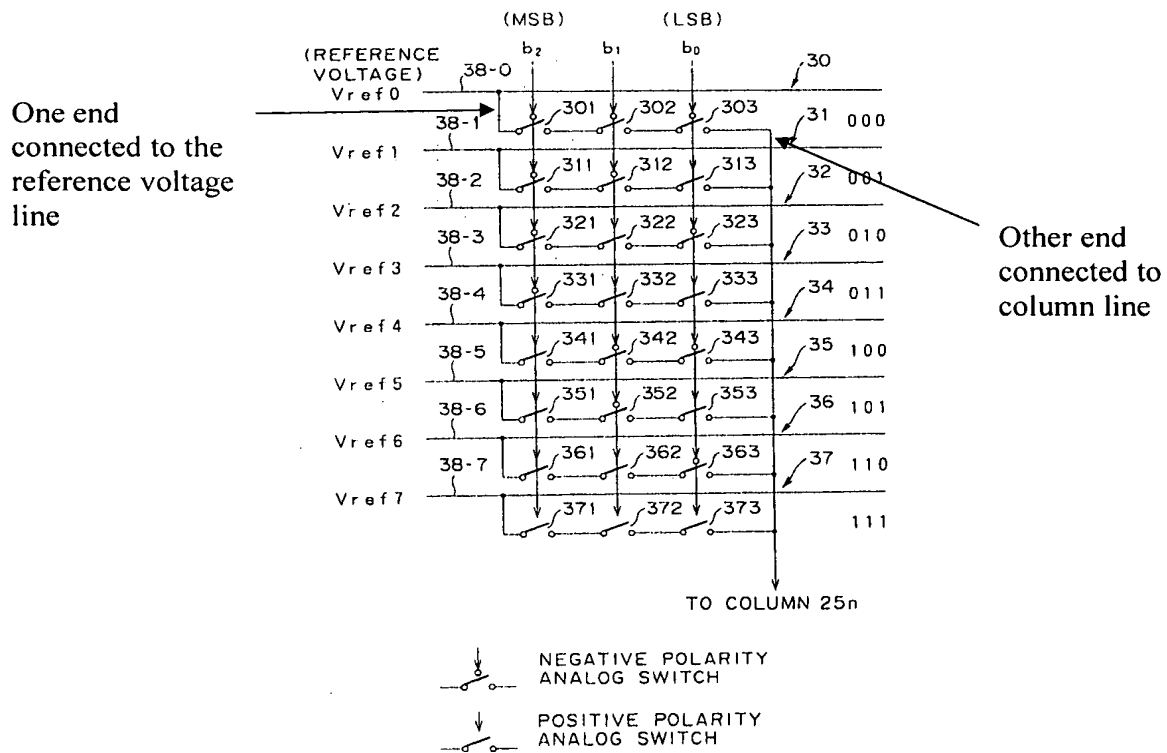 (MSB) (LSB)
b2 b1 b0
(REFERENCE
VOLTAGE)
38-0
30
Vref0
One end
connected to the
reference voltage
line
301 302 303
31 000
38-1
Vref1
311 312 313
32 001
38-2
Vref2
321 322 323
33 010
38-3
Vref3
Other end
connected to
column line
331 332 333
34 011
38-4
Vref4
341 342 343
35 100
38-5
Vref5
351 352 353
36 101
38-6
Vref6
361 362 363
37 110
38-7
Vref7
371 372 373
111
TO COLUMN 25n
NEGATIVE POLARITY
ANALOG SWITCH
POSITIVE POLARITY
ANALOG SWITCH